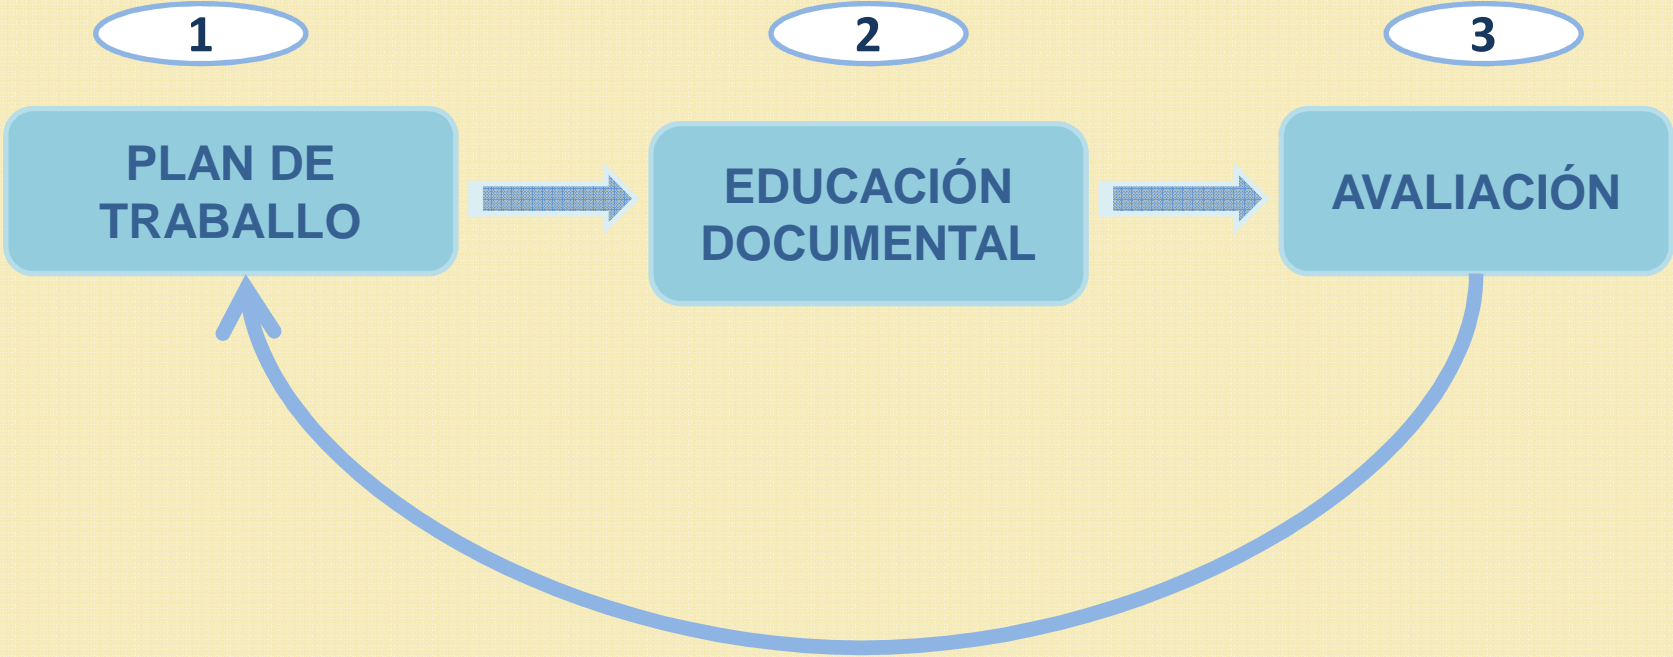 1
2
3
PLAN DE
TRABALLO
EDUCACIÓN
DOCUMENTAL
AVALIACIÓN